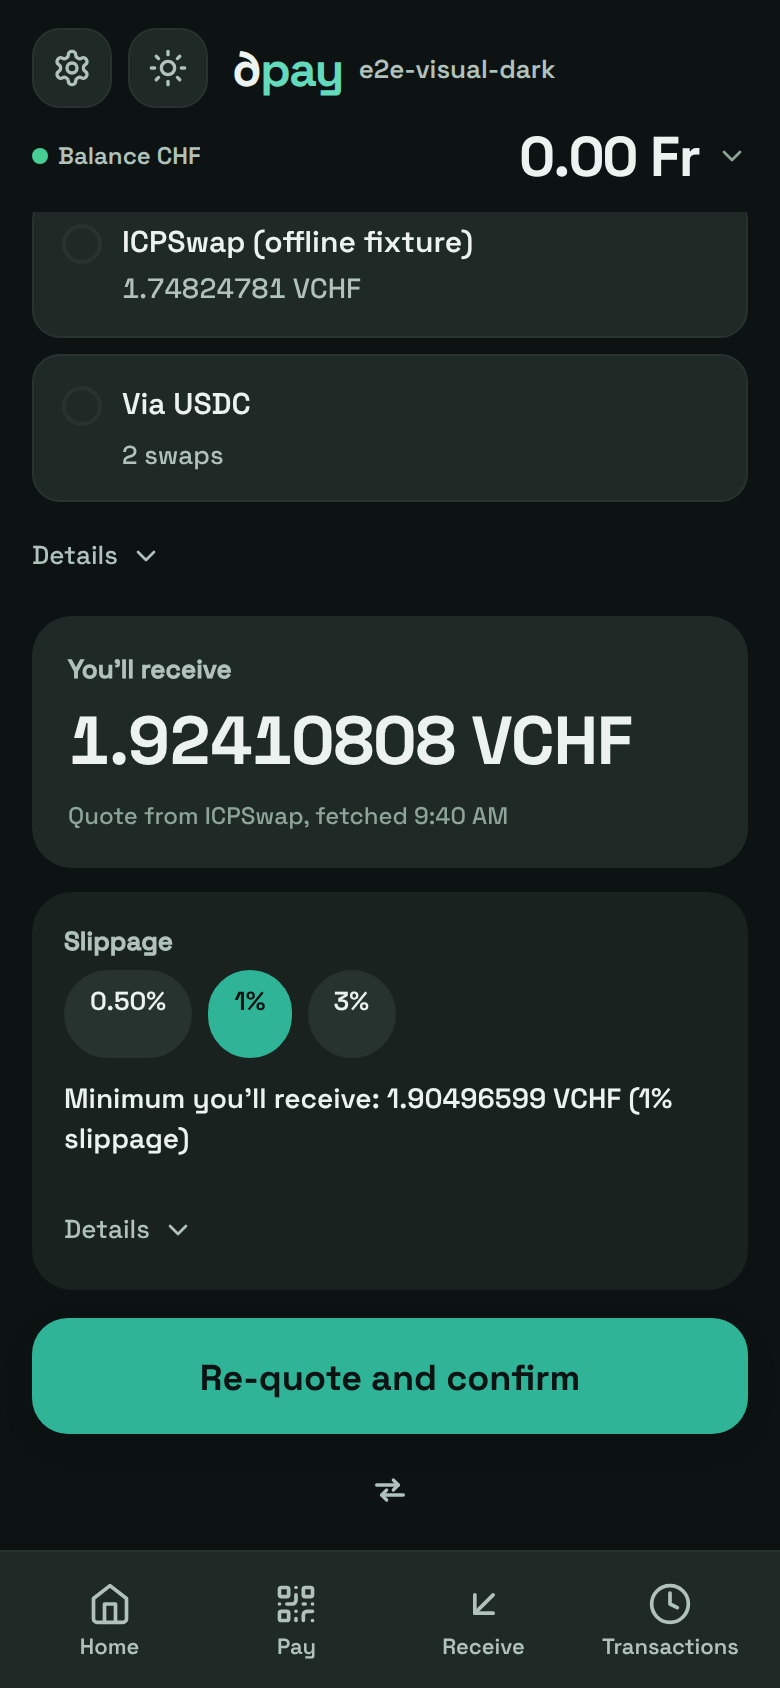 ∂pay e2e-visual-dark
Balance CHF
0.00 Fr
ICPSwap (offline fixture)
1.74824781 VCHF
Via USDC
2 swaps
Details
You'll receive
1.92410808 VCHF
Quote from ICPSwap, fetched 9:40 AM
Slippage
0.50% 1% 3%
Minimum you'll receive: 1.90496599 VCHF (1%
slippage)
Details
Re-quote and confirm
Home Pay Receive Transactions